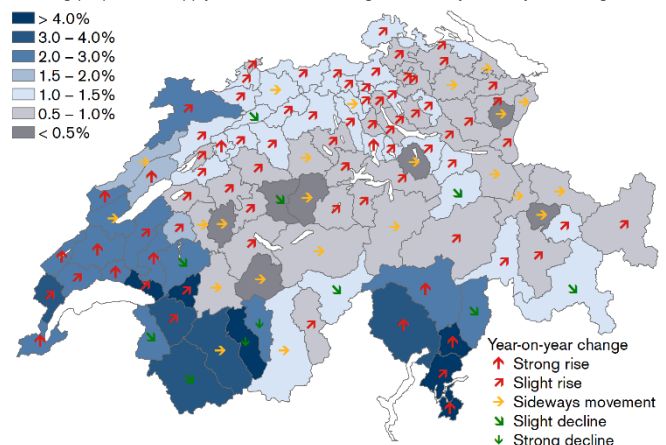 > 4.0%
3.0 – 4.0%
2.0 – 3.0%
1.5 – 2.0%
1.0 – 1.5%
0.5 – 1.0%
< 0.5%
Year-on-year change
Strong rise
Slight rise
Sideways movement
Slight decline
Strong decline